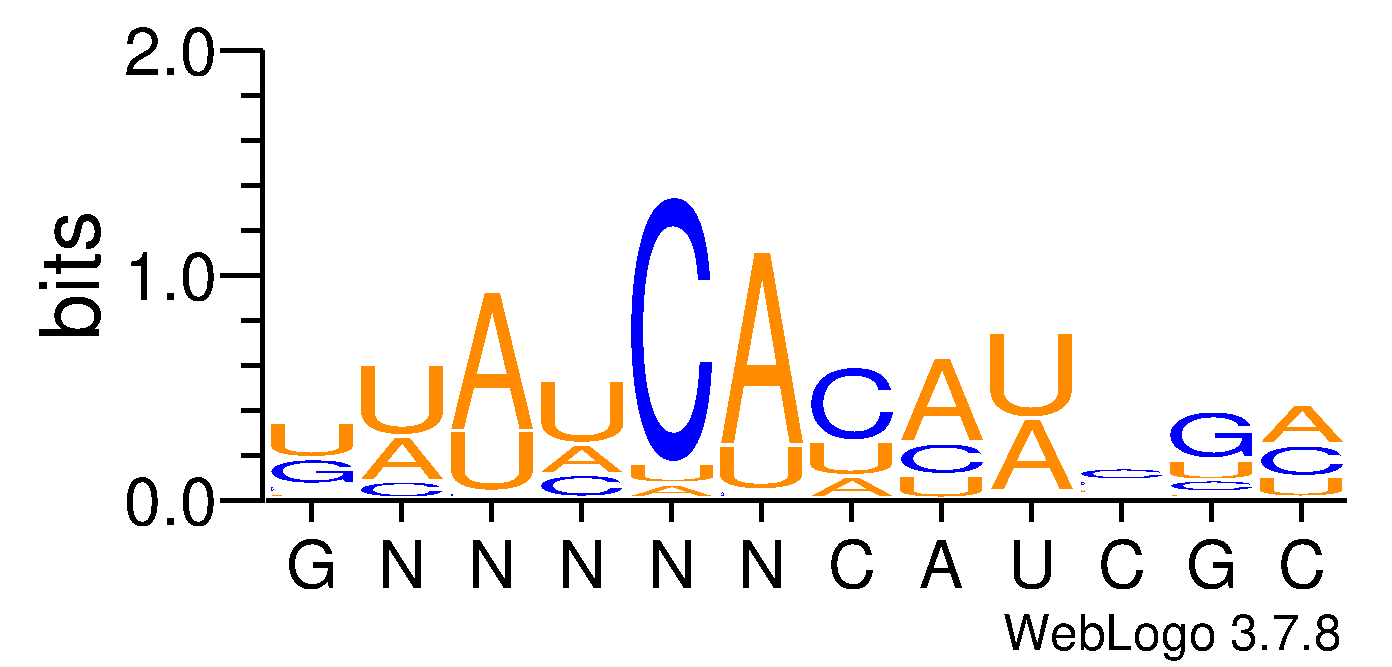 2.0
bits
1.0
0.0
U U A U C A C A U C G A
G A U A U U U C A U C
C C A A U C U
G N N N N N C A U C G C
WebLogo 3.7.8